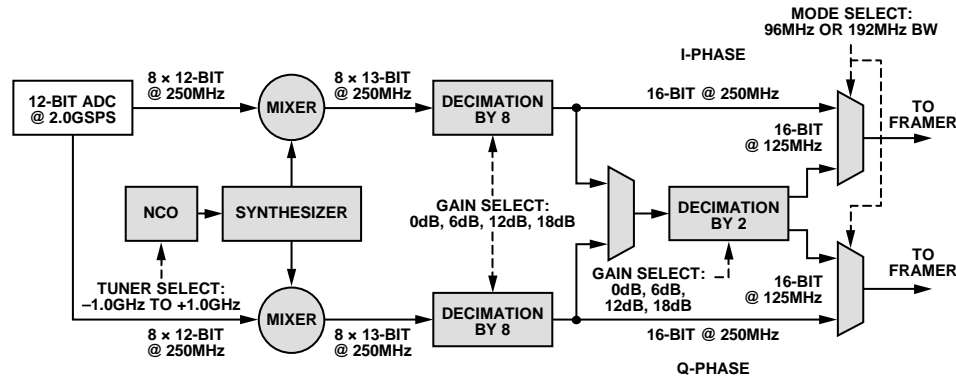 MODE SELECT:
96MHz OR 192MHz BW
I-PHASE
8 × 12-BIT
@ 250MHz
8 × 13-BIT
@ 250MHz
12-BIT ADC
@ 2.0GSPS
MIXER
DECIMATION
BY 8
16-BIT @ 250MHz
TO
FRAMER
16-BIT
@ 125MHz
NCO
SYNTHESIZER
GAIN SELECT:
0dB, 6dB, 12dB, 18dB
DECIMATION
BY 2
TUNER SELECT:
–1.0GHz TO +1.0GHz
GAIN SELECT:
0dB, 6dB,
12dB, 18dB
TO
FRAMER
16-BIT
@ 125MHz
MIXER
DECIMATION
BY 8
8 × 12-BIT
@ 250MHz
8 × 13-BIT
@ 250MHz
16-BIT @ 250MHz
Q-PHASE